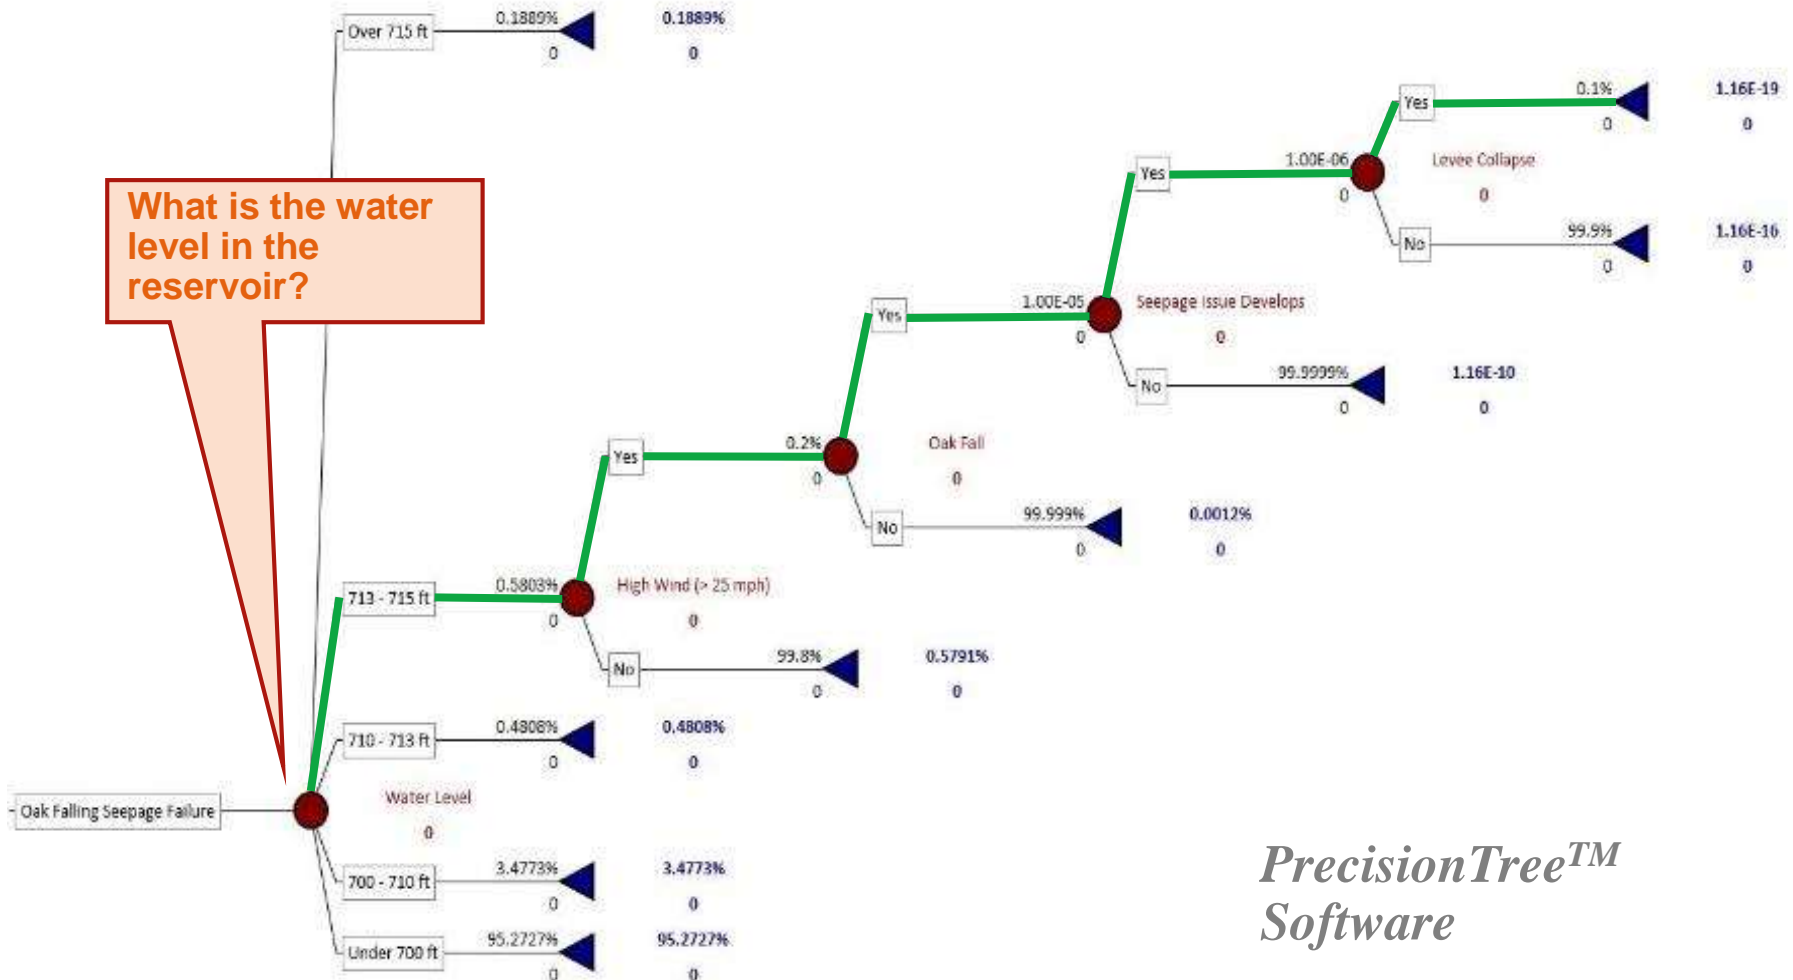 Over 715 ft
0.1889%
0
0.1889%
0
What is the water
level in the
reservoir?
Yes
0.1%
0
1.16E-19
0
1.00E-06
0
Levee Collapse
0
No
99.9%
0
1.16E-16
0
Yes
1.00E-05
0
Seepage Issue Develops
0
No
99.9999%
0
1.16E-10
0
Yes
0.2%
0
Oak Fall
0
No
99.999%
0
0.0012%
0
Yes
713 - 715 ft
0.5803%
0
High Wind (> 25 mph)
0
No
99.8%
0
0.5791%
0
710 - 713 ft
0.4808%
0
0.4808%
0
Oak Falling Seepage Failure
Water Level
0
700 - 710 ft
3.4773%
0
3.4773%
0
Under 700 ft
95.2727%
0
95.2727%
0
PrecisionTree™
Software